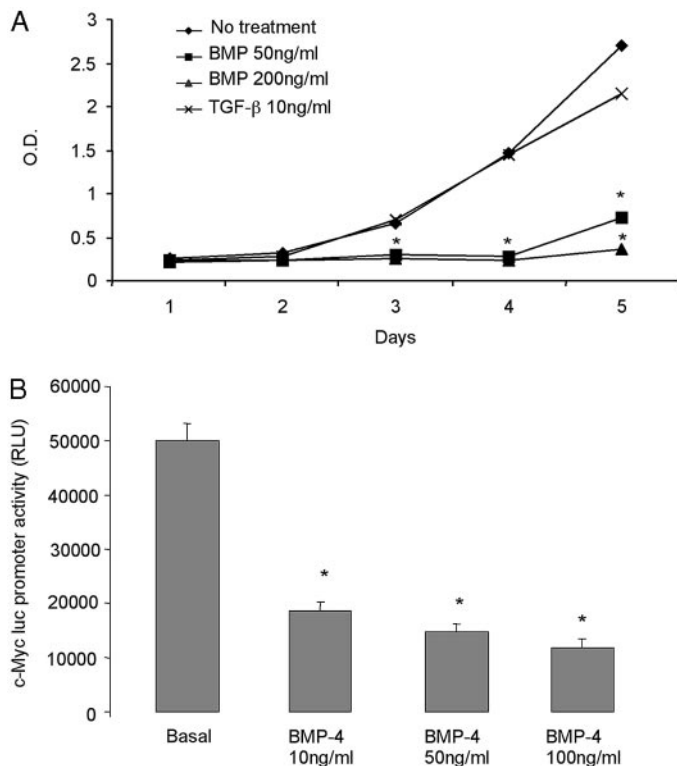 A
No treatment
BMP 50ng/ml
BMP 200ng/ml
TGF-β 10ng/ml
3
2.5
2
1.5
1
0.5
0
O.D.
*
*
*
*
1 2 3 4 5
Days
B
60000
50000
40000
30000
20000
10000
0
c-Myc luc promoter activity (RLU)
*
*
*
Basal
BMP-4
10ng/ml
BMP-4
50ng/ml
BMP-4
100ng/ml